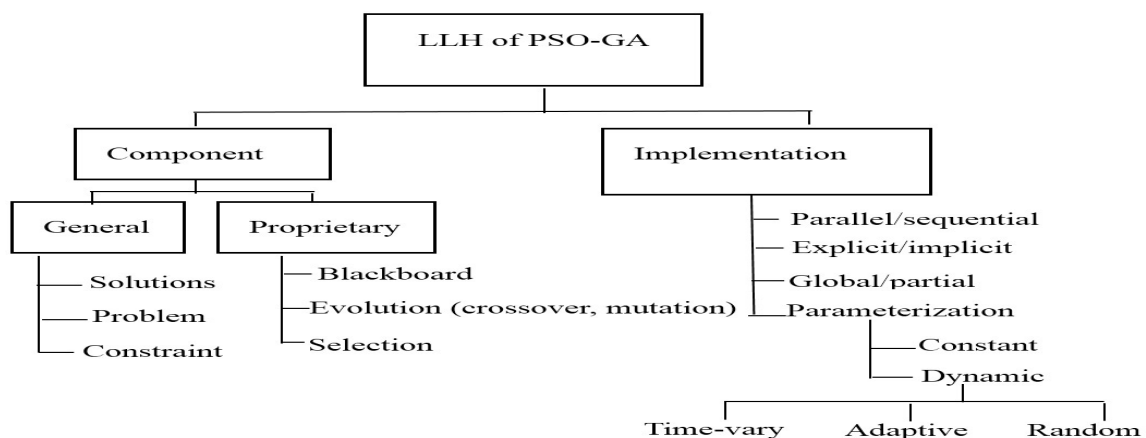 LLH of PSO-GA
Component
Implementation
General
Proprietary
Solutions
Problem
Constraint
Blackboard
Evolution (crossover, mutation)
Selection
Parallel/sequential
Explicit/implicit
Global/partial
Parameterization
Constant
Dynamic
Time-vary
Adaptive
Random